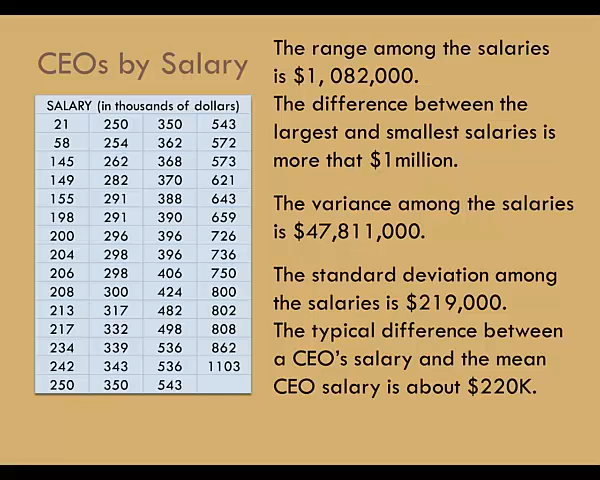 CEOs by Salary
SALARY (in thousands of dollars)
21 250 350 543
58 254 362 572
145 262 368 573
149 282 370 621
155 291 388 643
198 291 390 659
200 296 396 726
204 298 396 736
206 298 406 750
208 300 424 800
213 317 482 802
217 332 498 808
234 339 536 862
242 343 536 1103
250 350 543
The range among the salaries
is $1, 082,000.
The difference between the
largest and smallest salaries is
more that $1million.
The variance among the salaries
is $47,811,000.
The standard deviation among
the salaries is $219,000.
The typical difference between
a CEO's salary and the mean
CEO salary is about $220K.